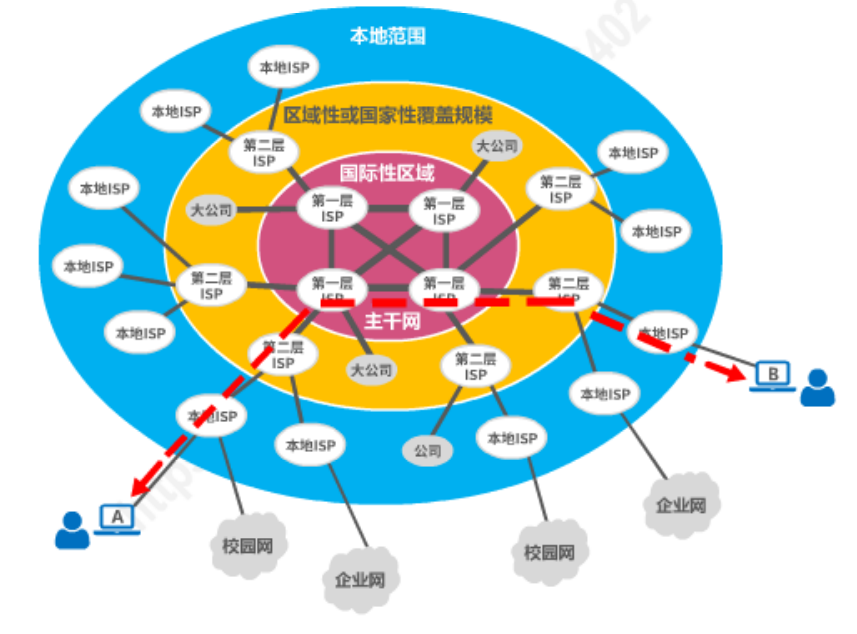 本地范围
402
本地ISP
本地ISP
区域性或国家性覆盖规模
第二层
ISP
大公司
本地ISP
国际性区域
本地ISP
第二层
ISP
大公司
第一层
ISP
第一层
ISP
本地ISP
本地ISP
第二层
ISP
第一层
ISP
第一层
ISP
第二层
ISP
本地ISP
主干网
本地ISP
第二层
ISP
大公司
第二层
ISP
B
本地ISP
本地ISP
本地ISP
公司
本地ISP
A
http
企业网
校园网
企业网
校园网